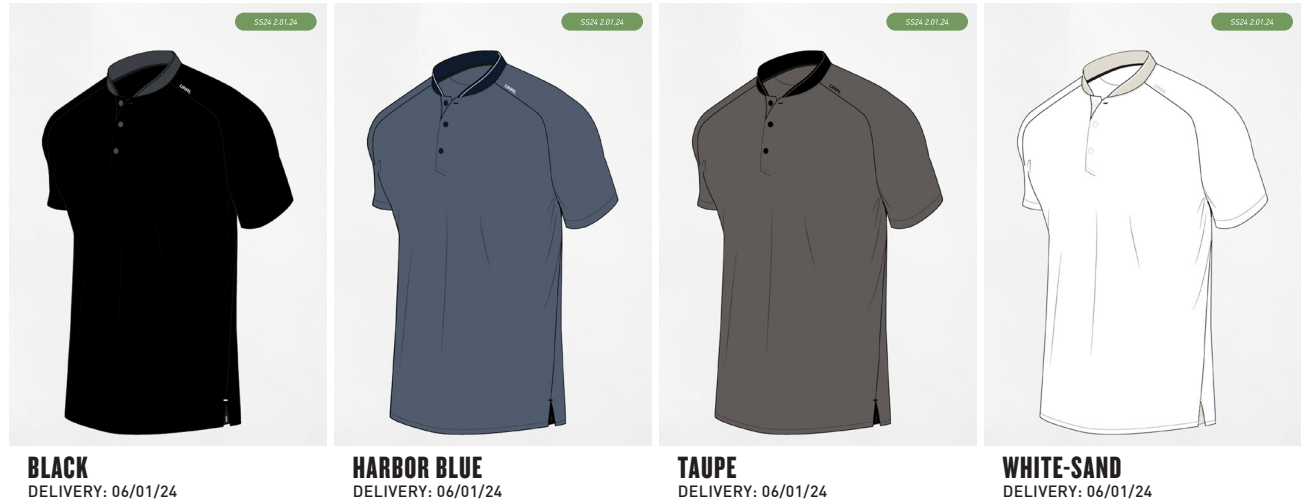 SS24 2.01.24
SS24 2.01.24
SS24 2.01.24
SS24 2.01.24
BLACK
DELIVERY: 06/01/24
HARBOR BLUE
DELIVERY: 06/01/24
TAUPE
DELIVERY: 06/01/24
WHITE-SAND
DELIVERY: 06/01/24